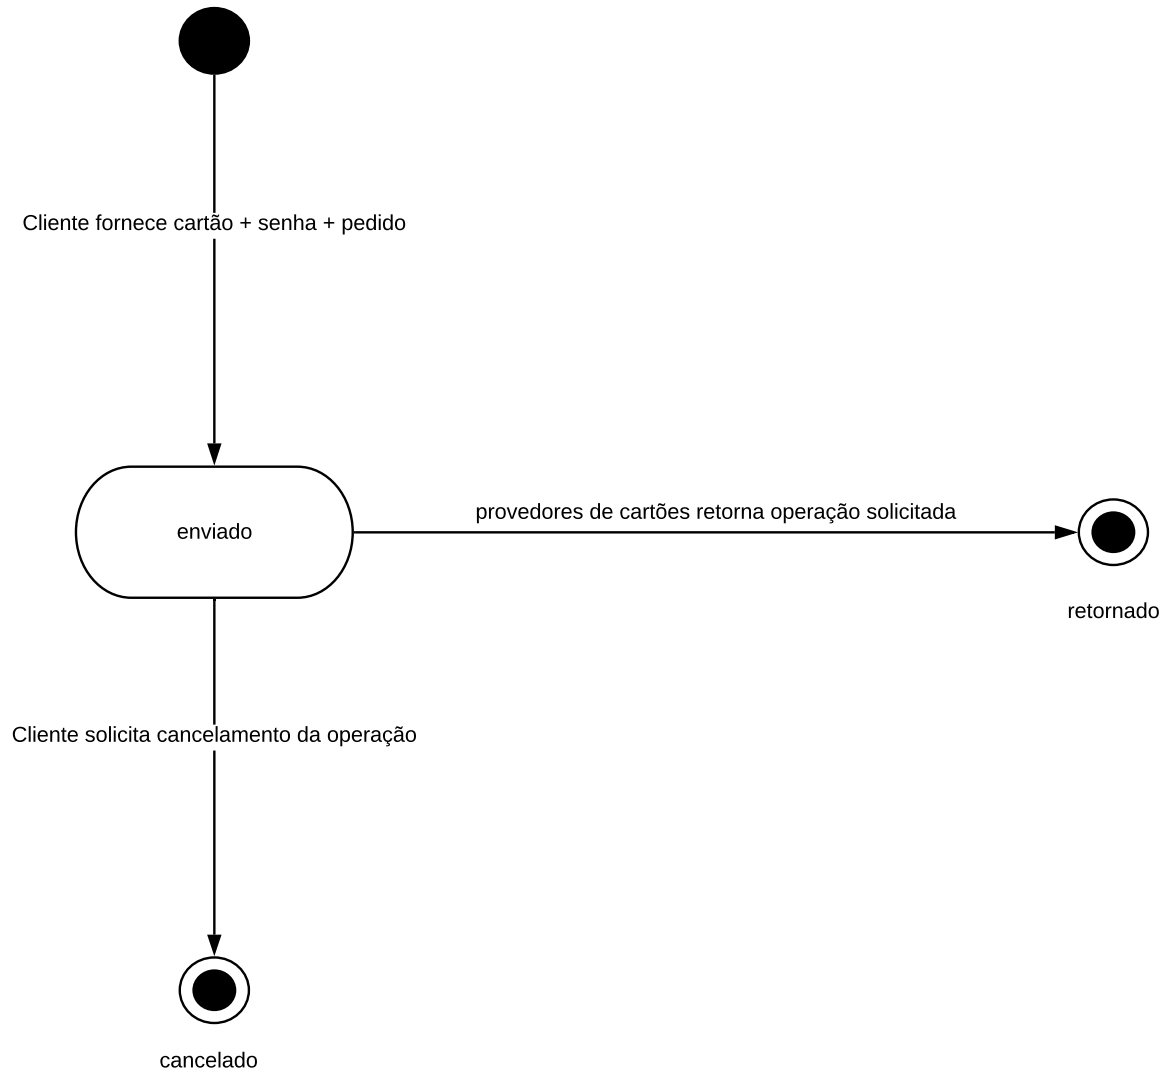 Cliente fornece cartão + senha + pedido
provedores de cartões retorna operação solicitada
enviado
retornado
Cliente solicita cancelamento da operação
cancelado